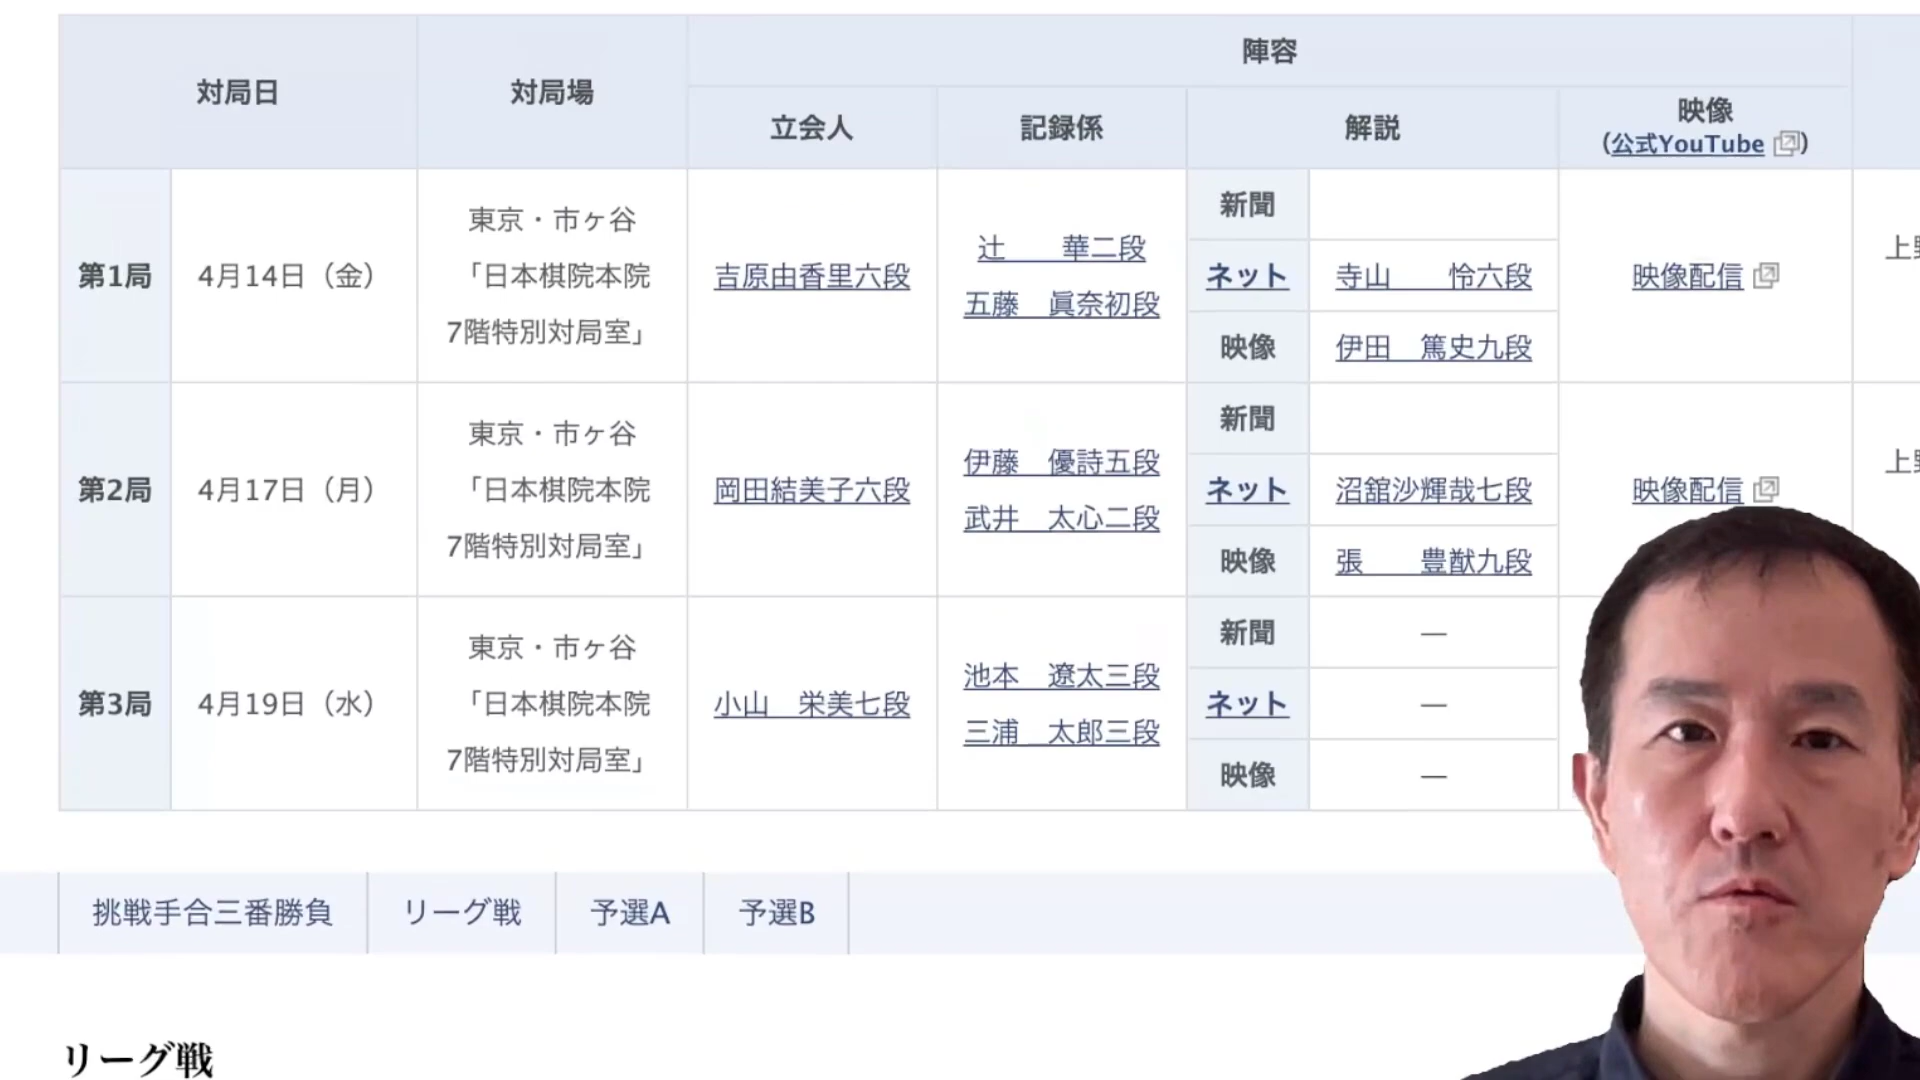 対局日
対局場
陣容
立会人
記録係
解説
映像
(公式YouTube)
第1局
4月14日（金）
東京・市ヶ谷
「日本棋院本院
7階特別対局室」
吉原由香里六段
辻　　華二段
五藤　眞奈初段
新聞
ネット
寺山　　怜六段
映像
伊田　篤史九段
映像配信
第2局
4月17日（月）
東京・市ヶ谷
「日本棋院本院
7階特別対局室」
岡田結美子六段
伊藤　優詩五段
武井　太心二段
新聞
ネット
沼舘沙輝哉七段
映像
張　　豊猷九段
映像配信
第3局
4月19日（水）
東京・市ヶ谷
「日本棋院本院
7階特別対局室」
小山　栄美七段
池本　遼太三段
三浦　太郎三段
新聞
—
ネット
—
映像
—
挑戦手合三番勝負
リーグ戦
予選A
予選B
リーグ戦